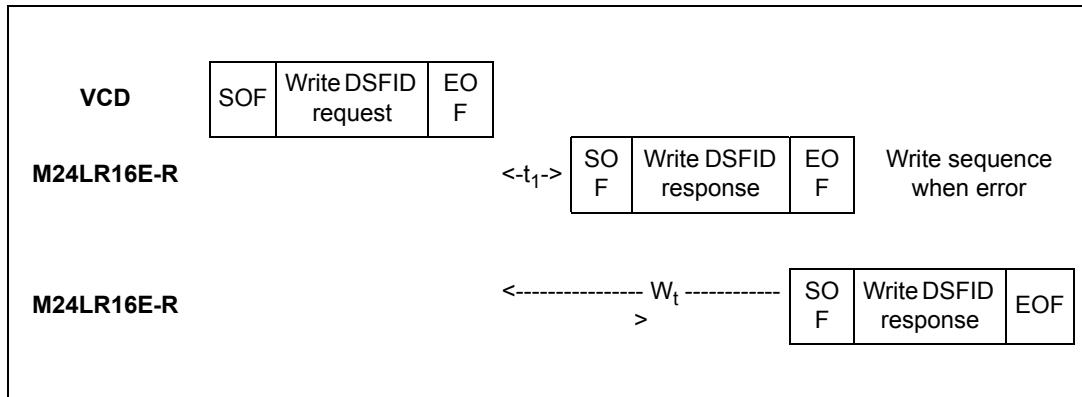 VCD
SOF
Write DSFID
request
EO
F
M24LR16E-R
<-t1->
SO
F
Write DSFID
response
EO
F
Write sequence
when error
M24LR16E-R
<----------------- Wt ------------
>
SO
F
Write DSFID
response
EOF